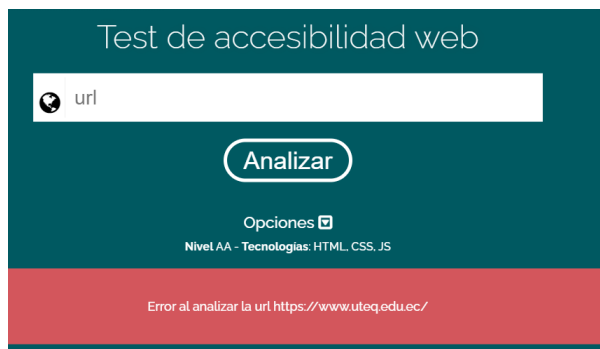 Test de accesibilidad web
url
Analizar
Opciones
Nivel AA - Tecnologías: HTML, CSS, JS
Error al analizar la url https://www.uteq.edu.ec/